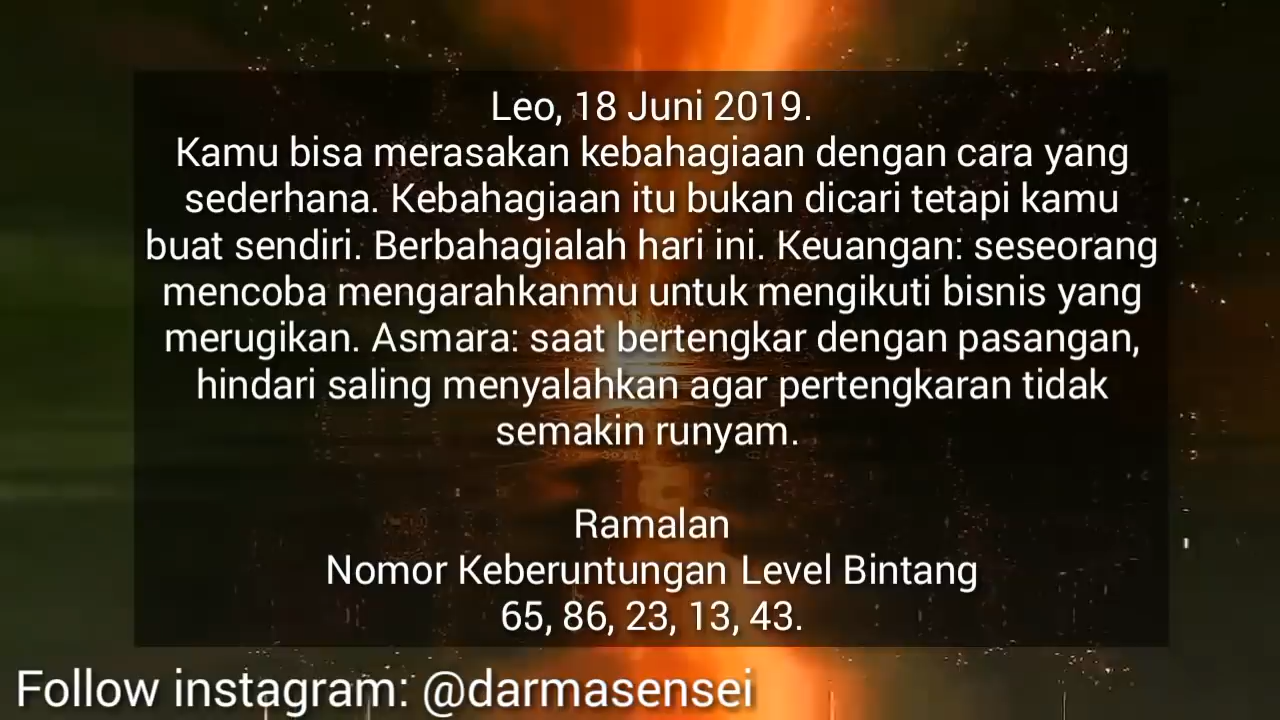 Leo, 18 Juni 2019.
Kamu bisa merasakan kebahagiaan dengan cara yang
sederhana. Kebahagiaan itu bukan dicari tetapi kamu
buat sendiri. Berbahagialah hari ini. Keuangan: seseorang
mencoba mengarahkanmu untuk mengikuti bisnis yang
merugikan. Asmara: saat bertengkar dengan pasangan,
hindari saling menyalahkan agar pertengkaran tidak
semakin runyam.
Ramalan
Nomor Keberuntungan Level Bintang
65, 86, 23, 13, 43.
Follow instagram: @darmasensei